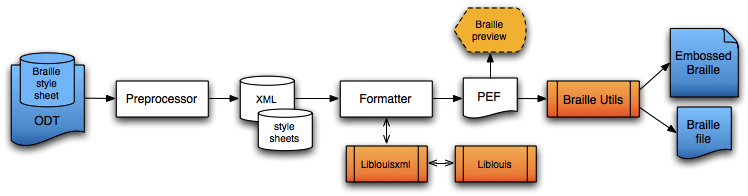 Braille
style
sheet
ODT
Preprocessor
XML
style
sheets
Formatter
Liblouisxml
Liblouis
Braille
preview
PEF
Braille Utils
Embossed
Braille
Braille
file